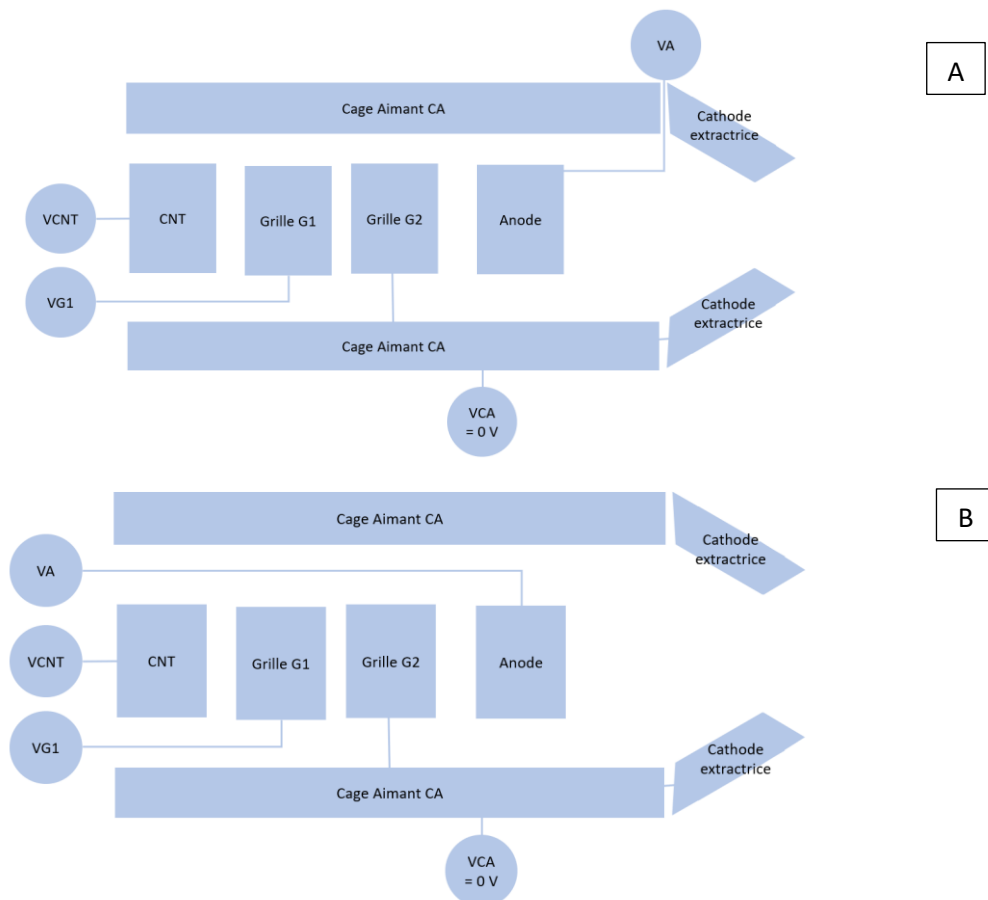 VA
A
Cage Aimant CA
Cathode
extractrice
VCNT
CNT
Grille G1
Grille G2
Anode
VG1
Cathode
extractrice
Cage Aimant CA
VCA
= 0 V
B
Cage Aimant CA
Cathode
extractrice
VA
VCNT
CNT
Grille G1
Grille G2
Anode
VG1
Cathode
extractrice
Cage Aimant CA
VCA
= 0 V